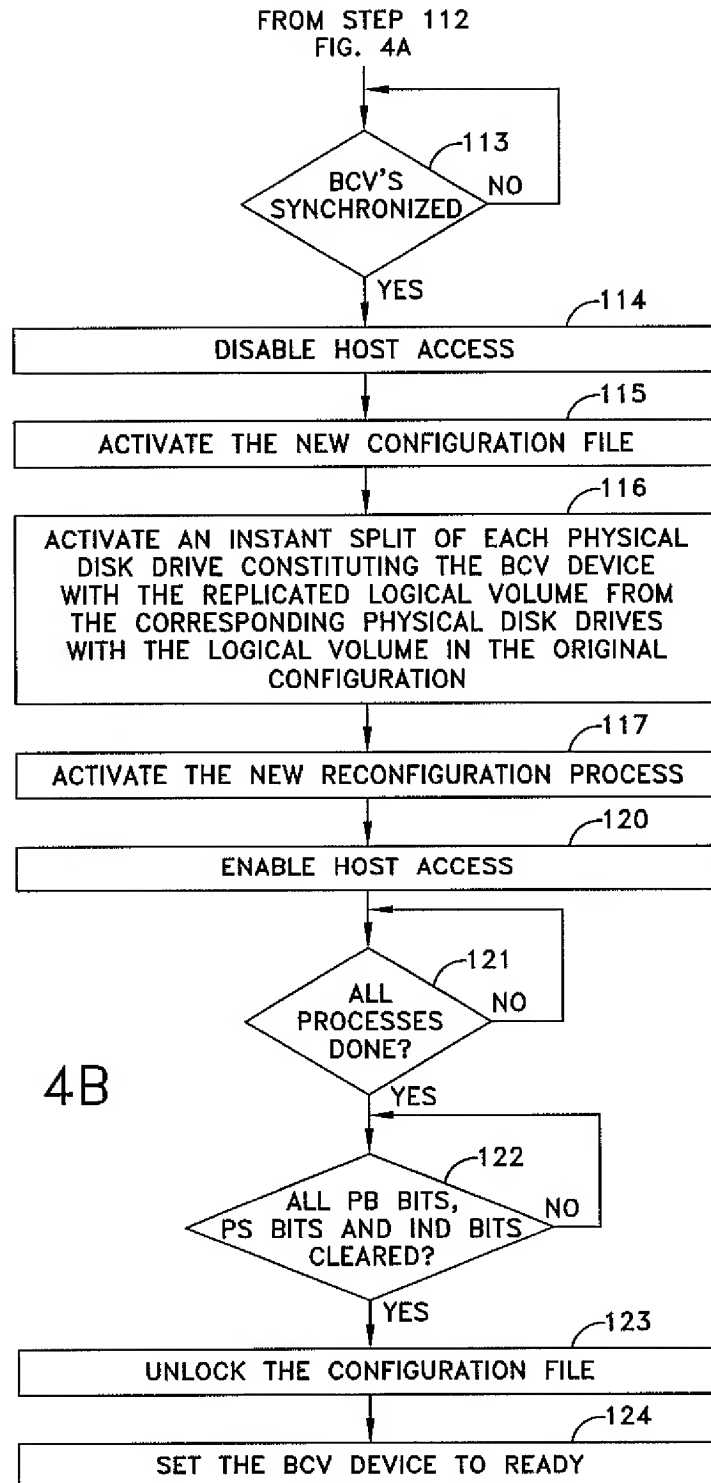 FROM STEP 112
FIG. 4A
113
BCV'S
SYNCHRONIZED
NO
YES
114
DISABLE HOST ACCESS
115
ACTIVATE THE NEW CONFIGURATION FILE
116
ACTIVATE AN INSTANT SPLIT OF EACH PHYSICAL
DISK DRIVE CONSTITUTING THE BCV DEVICE
WITH THE REPLICATED LOGICAL VOLUME FROM
THE CORRESPONDING PHYSICAL DISK DRIVES
WITH THE LOGICAL VOLUME IN THE ORIGINAL
CONFIGURATION
117
ACTIVATE THE NEW RECONFIGURATION PROCESS
120
ENABLE HOST ACCESS
121
ALL
PROCESSES
DONE?
NO
YES
4B
122
ALL PB BITS,
PS BITS AND IND BITS
CLEARED?
NO
YES
123
UNLOCK THE CONFIGURATION FILE
124
SET THE BCV DEVICE TO READY